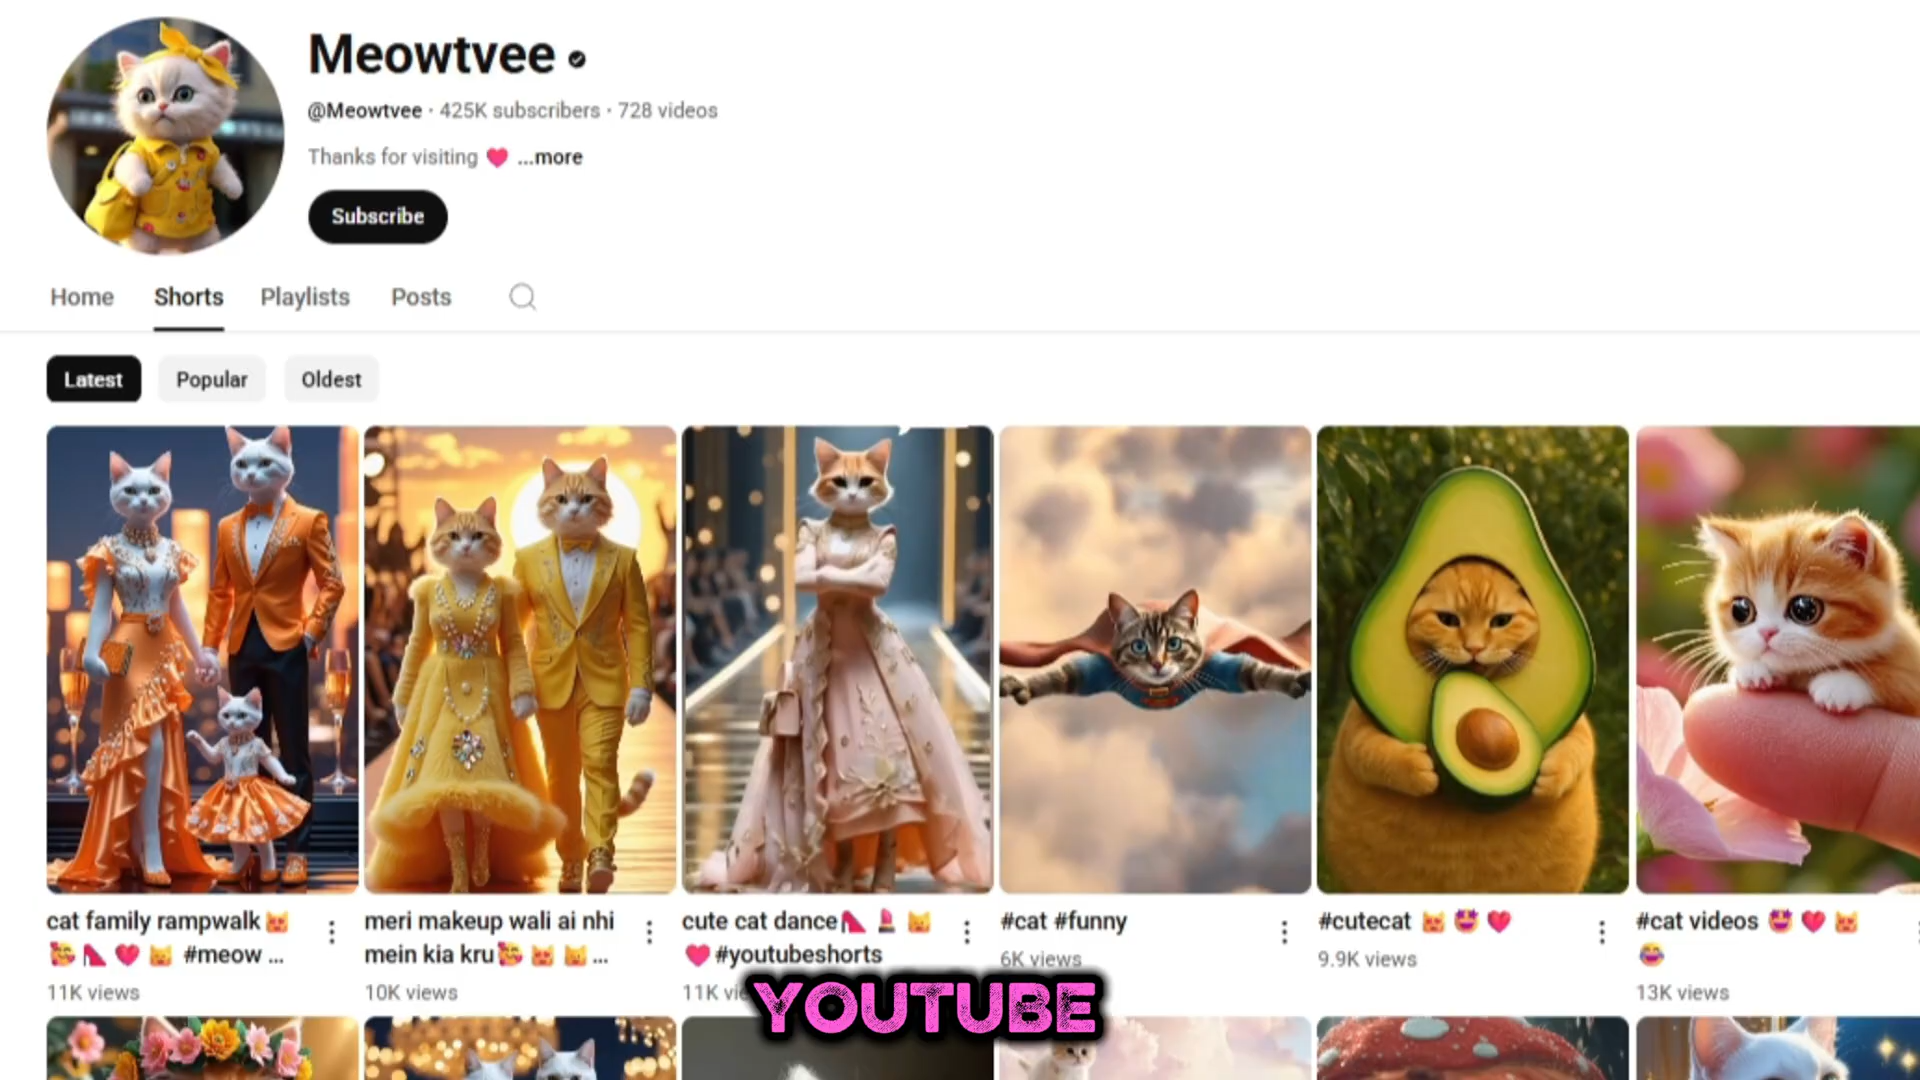 Meowtvee
@Meowtvee · 425K subscribers · 728 videos
Thanks for visiting ❤️ ...more
Subscribe
Home Shorts Playlists Posts
Latest Popular Oldest
cat family rampwalk😻
🥰👠❤️😽 #meow ...
11K views
meri makeup wali ai nhi
mein kia kru🥰😻😽...
10K views
cute cat dance👠💄😽
❤️#youtubeshorts
11K
#cat #funny
6K views
#cutecat 😻🤩❤️
9.9K views
#cat videos 🤩❤️😽
😂
13K views
YOUTUBE